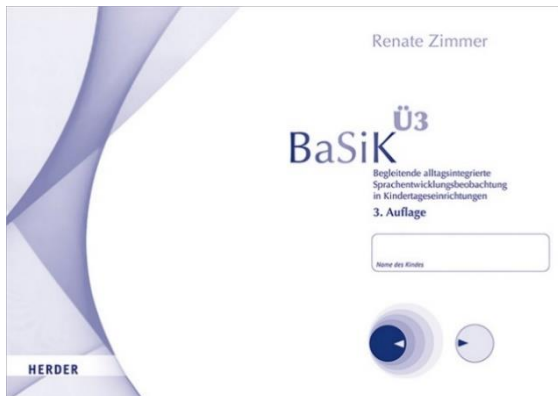 Renate Zimmer
BaSiK Ü3
Begleitende alltagsintegrierte
Sprachentwicklungsbeobachtung
in Kindertageseinrichtungen
3. Auflage
Name des Kindes
HERDER